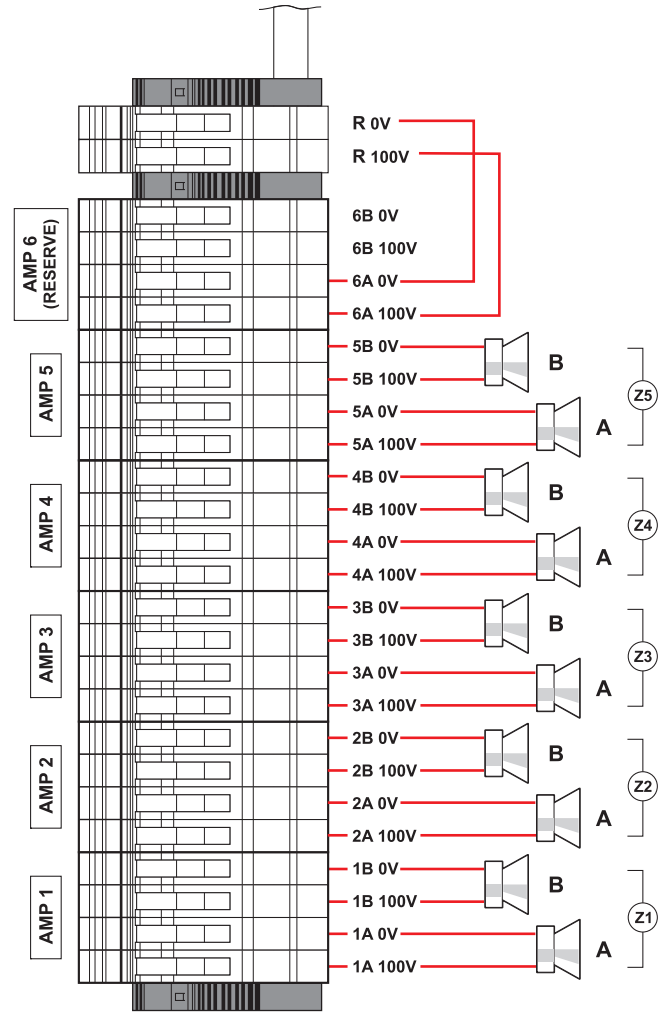 R 0V
R 100V
AMP 6
(RESERVE)
6B 0V
6B 100V
6A 0V
6A 100V
AMP 5
5B 0V
5B 100V
5A 0V
5A 100V
B
A
Z5
AMP 4
4B 0V
4B 100V
4A 0V
4A 100V
B
A
Z4
AMP 3
3B 0V
3B 100V
3A 0V
3A 100V
B
A
Z3
AMP 2
2B 0V
2B 100V
2A 0V
2A 100V
B
A
Z2
AMP 1
1B 0V
1B 100V
1A 0V
1A 100V
B
A
Z1